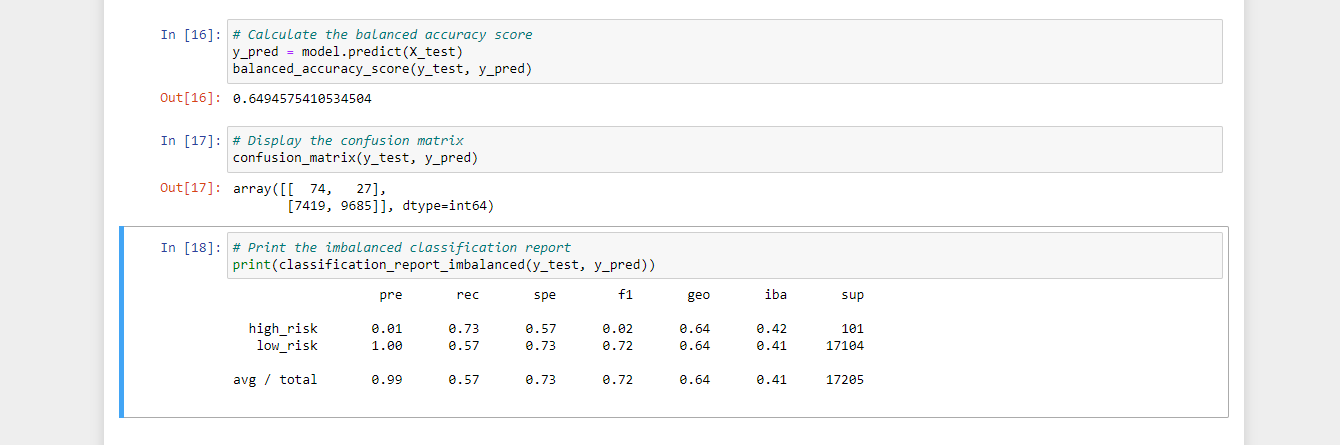 In [16]: # Calculate the balanced accuracy score
y_pred = model.predict(X_test)
balanced_accuracy_score(y_test, y_pred)
Out[16]: 0.6494575410534504
In [17]: # Display the confusion matrix
confusion_matrix(y_test, y_pred)
Out[17]: array([[  74,   27],
       [7419, 9685]], dtype=int64)
In [18]: # Print the imbalanced classification report
print(classification_report_imbalanced(y_test, y_pred))
                   pre       rec       spe        f1       geo       iba       sup
  high_risk       0.01      0.73      0.57      0.02      0.64      0.42       101
   low_risk       1.00      0.57      0.73      0.72      0.64      0.41     17104
avg / total       0.99      0.57      0.73      0.72      0.64      0.41     17205